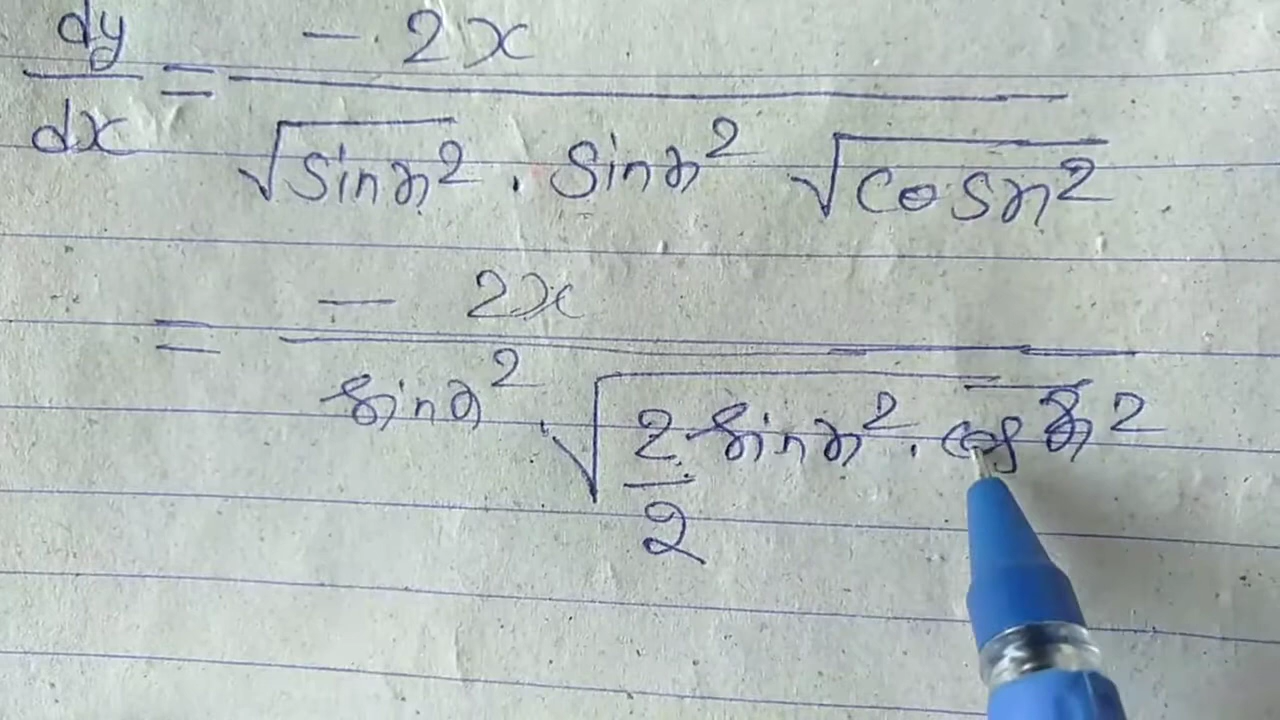 dy/dx = - 2x / √sinx² . sinx² √cosx²
= - 2x / sinx² √2/2 sinx² . cosx²